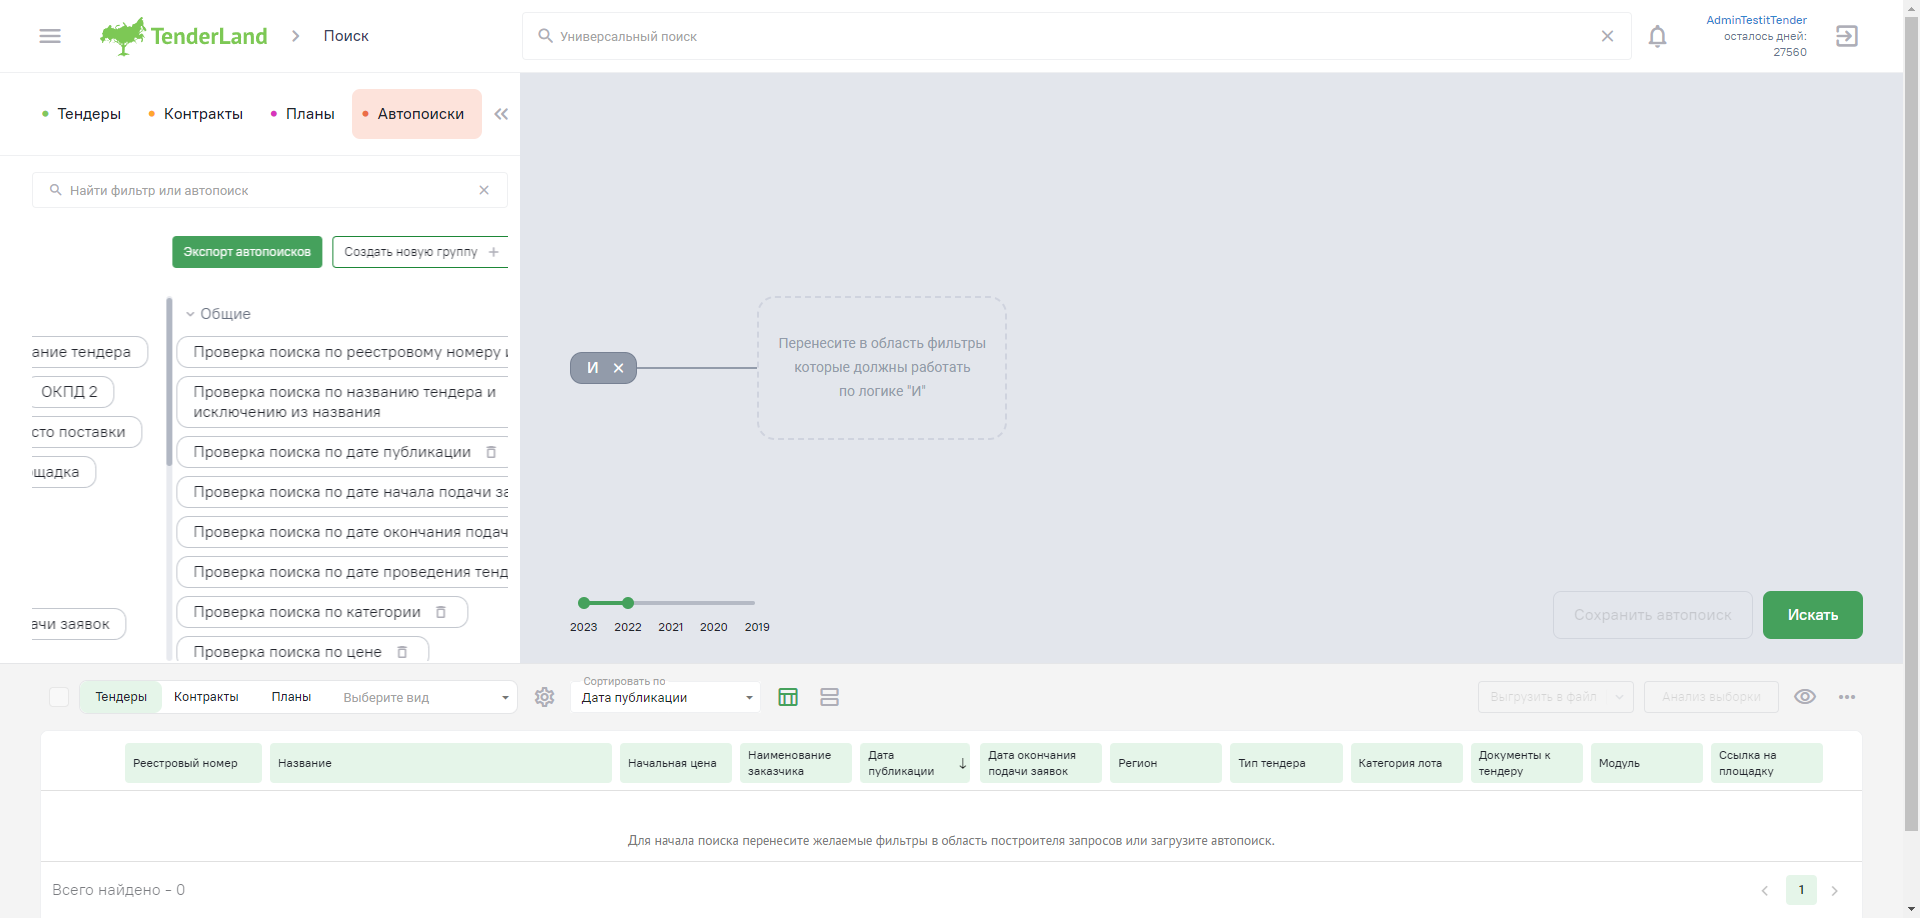 TenderLand
Поиск
Универсальный поиск
AdminTestitTender
осталось дней:
27560
Тендеры
Контракты
Планы
Автопоиски
Найти фильтр или автопоиск
Экспорт автопоисков
Создать новую группу
Общие
ание тендера
ОКПД 2
сто поставки
ощадка
ачи заявок
Проверка поиска по реестровому номеру и
Проверка поиска по названию тендера и
исключению из названия
Проверка поиска по дате публикации
Проверка поиска по дате начала подачи за
Проверка поиска по дате окончания подач
Проверка поиска по дате проведения тенд
Проверка поиска по категории
Проверка поиска по цене
И
Перенесите в область фильтры
которые должны работать
по логике "И"
2023 2022 2021 2020 2019
Сохранить автопоиск
Искать
Тендеры
Контракты
Планы
Выберите вид
Сортировать по
Дата публикации
Выгрузить в файл
Анализ выборки
Реестровый номер
Название
Начальная цена
Наименование
заказчика
Дата
публикации
Дата окончания
подачи заявок
Регион
Тип тендера
Категория лота
Документы к
тендеру
Модуль
Ссылка на
площадку
Для начала поиска перенесите желаемые фильтры в область построителя запросов или загрузите автопоиск.
Всего найдено - 0
1